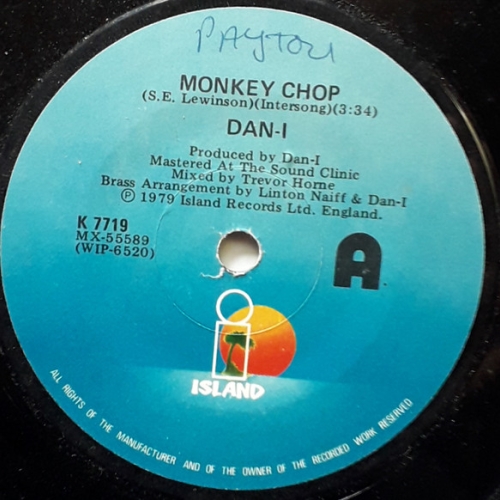 PAYTON
MONKEY CHOP
(S.E. Lewinson)(Intersong)(3:34)
DAN-I
Produced by Dan-I
Mastered At The Sound Clinic
Mixed by Trevor Horne
Brass Arrangement by Linton Naiff & Dan-I
Ⓟ 1979 Island Records Ltd. England.
K 7719
MX-55589
(WIP-6520)
A
ISLAND
ALL RIGHTS OF THE MANUFACTURER AND OF THE OWNER OF THE RECORDED WORK RESERVED